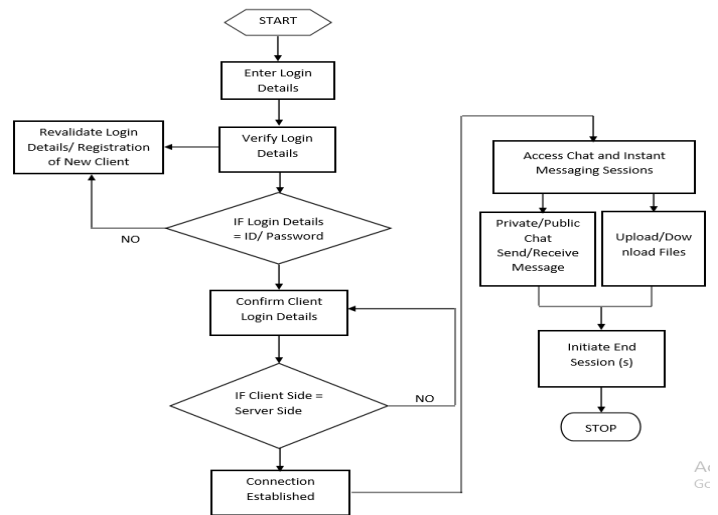 START
Enter Login
Details
Revalidate Login
Details/ Registration
of New Client
Verify Login
Details
IF Login Details
= ID/ Password
NO
Confirm Client
Login Details
IF Client Side =
Server Side
NO
Connection
Established
Access Chat and Instant
Messaging Sessions
Private/Public
Chat
Send/Receive
Message
Upload/Dow
nload Files
Initiate End
Session (s)
STOP